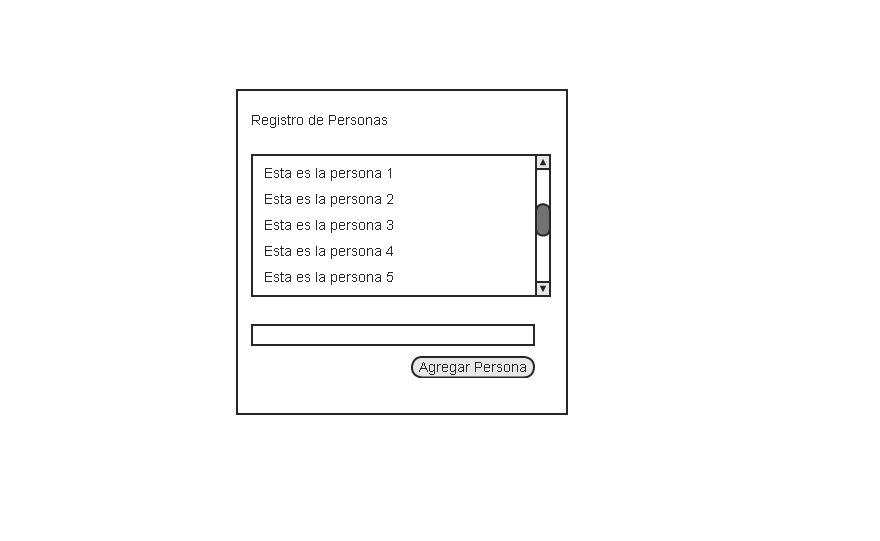 Registro de Personas
Esta es la persona 1
Esta es la persona 2
Esta es la persona 3
Esta es la persona 4
Esta es la persona 5
Agregar Persona